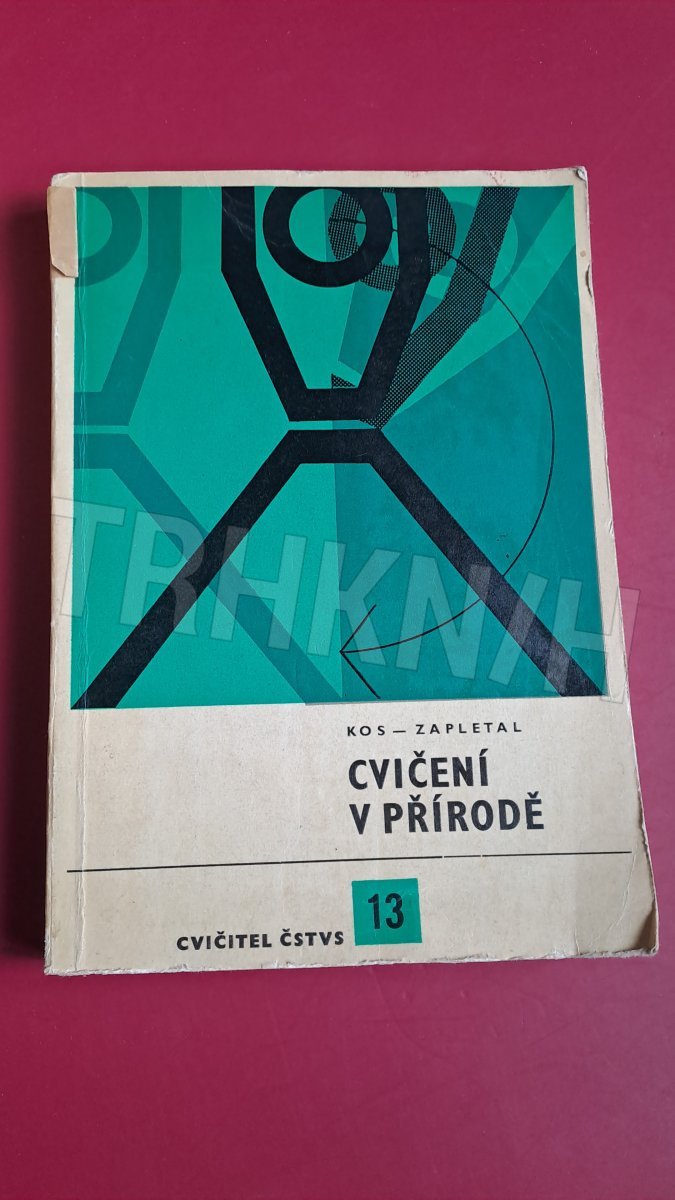 KOS — ZAPLETAL
CVIČENÍ
V PŘÍRODĚ
CVIČITEL ČSTVS 13
TRHKNIH